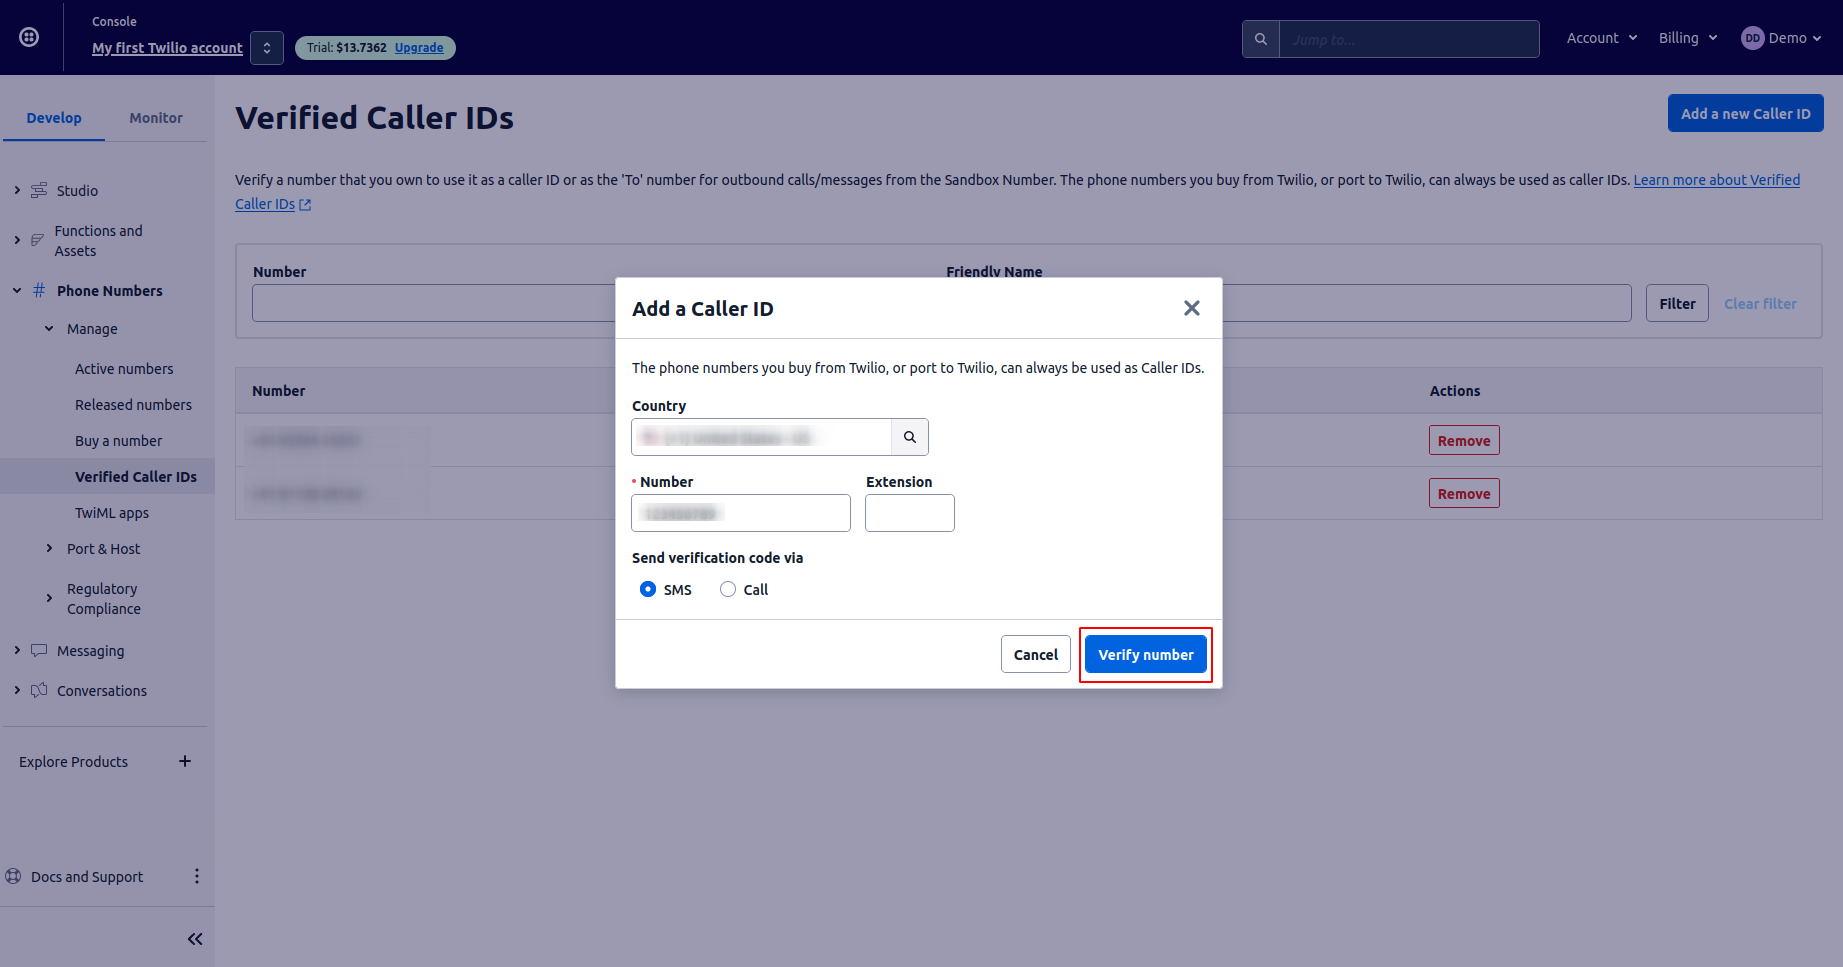 Console
My first Twilio account
Trial: $13.7362 Upgrade
Jump to...
Account
Billing
DD Demo
Develop
Monitor
Studio
Functions and
Assets
Phone Numbers
Manage
Active numbers
Released numbers
Buy a number
Verified Caller IDs
TwiML apps
Port & Host
Regulatory
Compliance
Messaging
Conversations
Explore Products
Docs and Support
Verified Caller IDs
Add a new Caller ID
Verify a number that you own to use it as a caller ID or as the 'To' number for outbound calls/messages from the Sandbox Number. The phone numbers you buy from Twilio, or port to Twilio, can always be used as caller IDs. Learn more about Verified
Caller IDs
Number
Friendly Name
Filter
Clear filter
Number
Actions
Remove
Remove
Add a Caller ID
The phone numbers you buy from Twilio, or port to Twilio, can always be used as Caller IDs.
Country
* Number
Extension
Send verification code via
SMS
Call
Cancel
Verify number